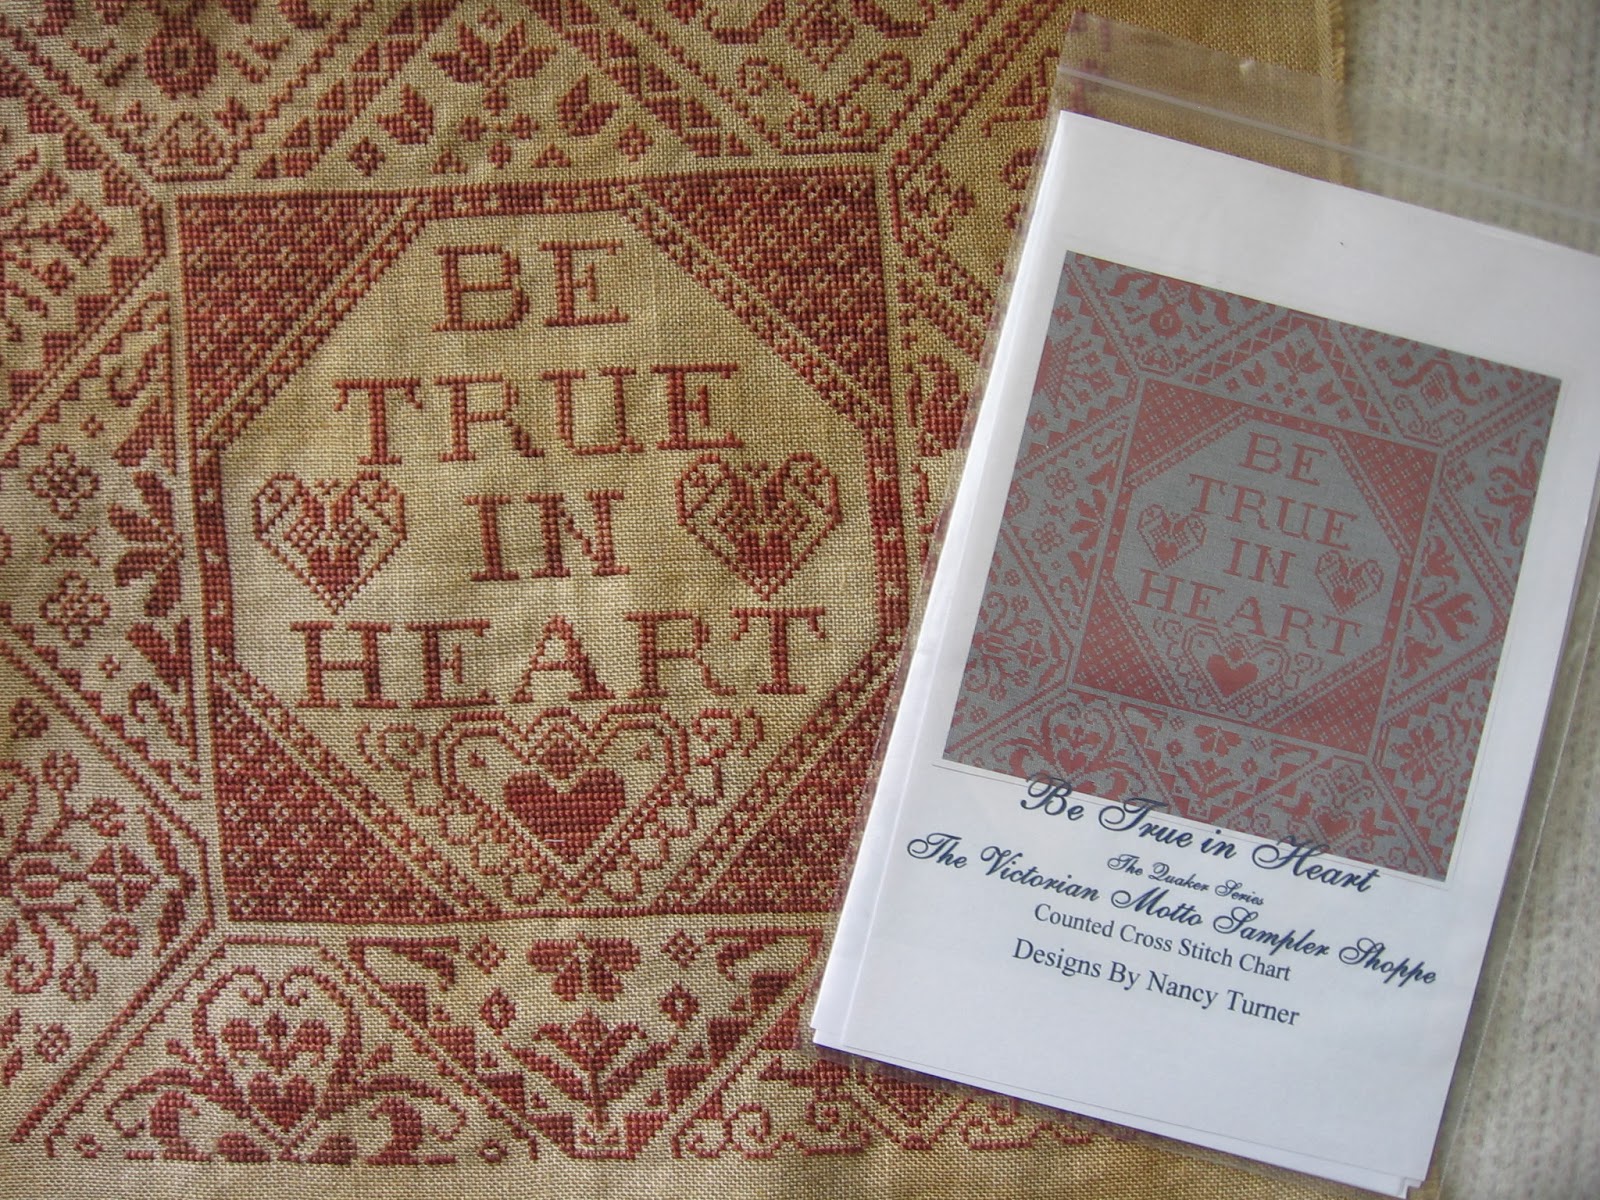 BE
TRUE
IN
HEART
BE
TRUE
IN
HEART
Be True in Heart
The Quaker Series
The Victorian Motto Sampler Shoppe
Counted Cross Stitch Chart
Designs By Nancy Turner